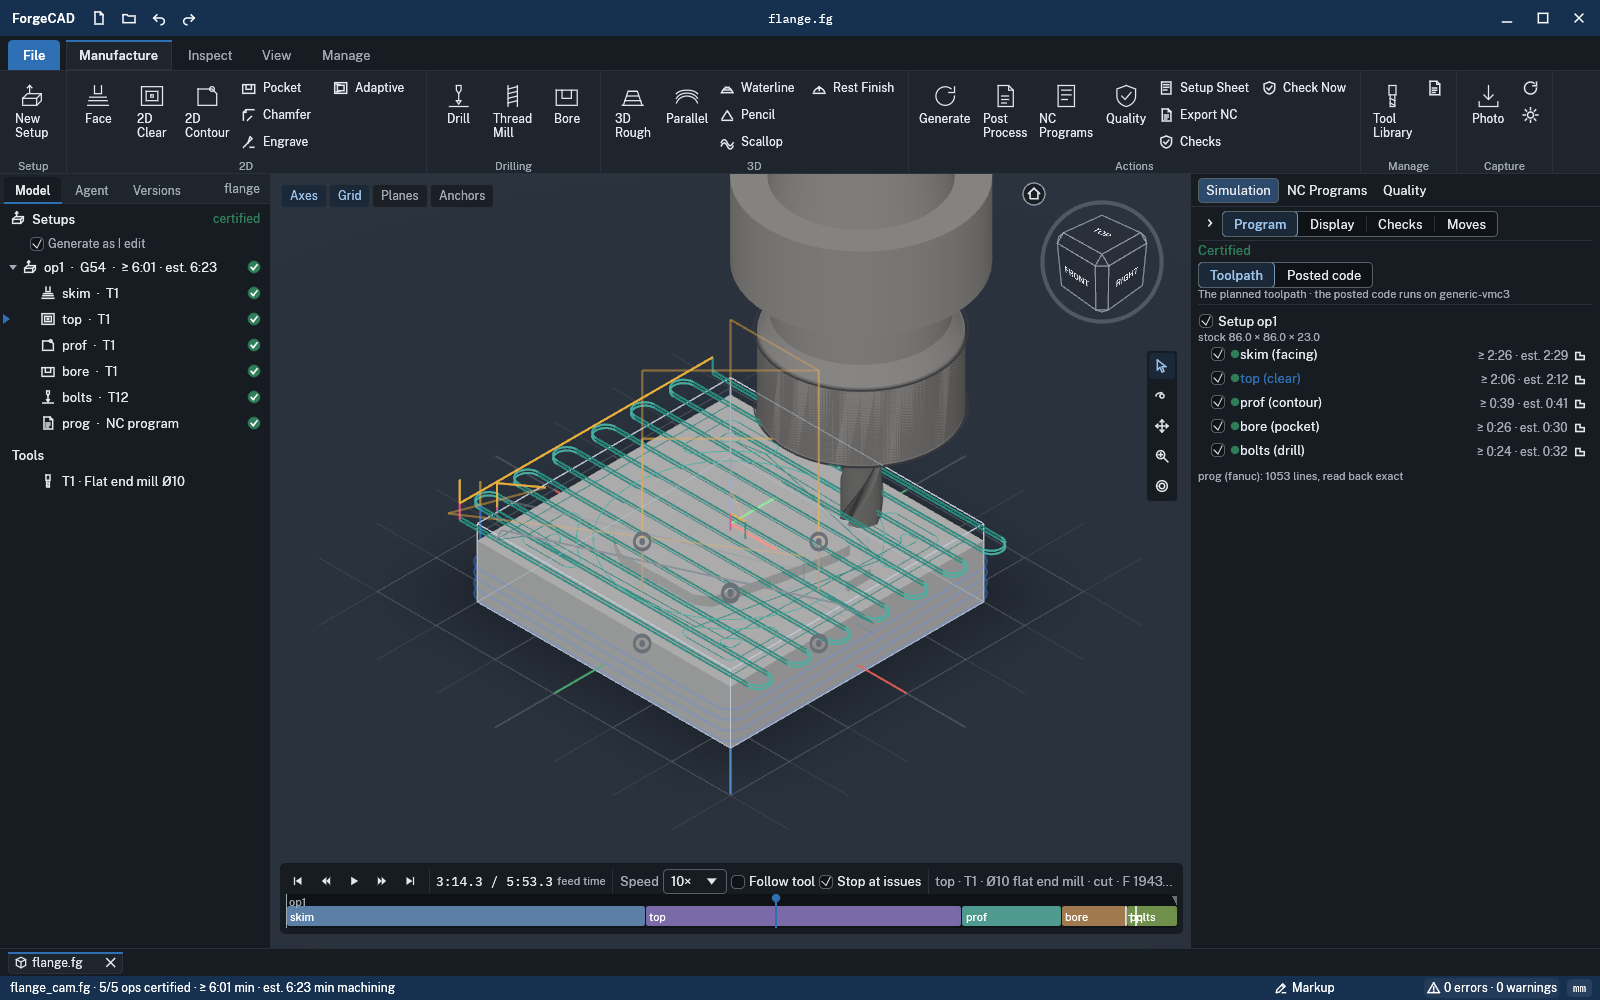 ForgeCAD
flange.fg
File
Manufacture
Inspect
View
Manage
New Setup
Face
2D Clear
2D Contour
Pocket
Chamfer
Engrave
Adaptive
Drill
Thread Mill
Bore
3D Rough
Parallel
Waterline
Pencil
Scallop
Rest Finish
Generate
Post Process
NC Programs
Quality
Setup Sheet
Export NC
Checks
Check Now
Tool Library
Photo
Setup
2D
Drilling
3D
Actions
Manage
Capture
Model
Agent
Versions
flange
Setups
certified
Generate as I edit
op1 · G54 · ≥ 6:01 · est. 6:23
skim · T1
top · T1
prof · T1
bore · T1
bolts · T12
prog · NC program
Tools
T1 · Flat end mill Ø10
Axes
Grid
Planes
Anchors
TOP
FRONT
RIGHT
3:14.3 / 5:53.3 feed time
Speed
10×
Follow tool
Stop at issues
top · T1 · Ø10 flat end mill · cut · F 1943...
op1
skim
top
prof
bore
Simulation
NC Programs
Quality
Program
Display
Checks
Moves
Certified
Toolpath
Posted code
The planned toolpath · the posted code runs on generic-vmc3
Setup op1
stock 86.0 × 86.0 × 23.0
skim (facing) ≥ 2:26 · est. 2:29
top (clear) ≥ 2:06 · est. 2:12
prof (contour) ≥ 0:39 · est. 0:41
bore (pocket) ≥ 0:26 · est. 0:30
bolts (drill) ≥ 0:24 · est. 0:32
prog (fanuc): 1053 lines, read back exact
flange.fg
flange_cam.fg · 5/5 ops certified · ≥ 6:01 min · est. 6:23 min machining
Markup
0 errors · 0 warnings
mm